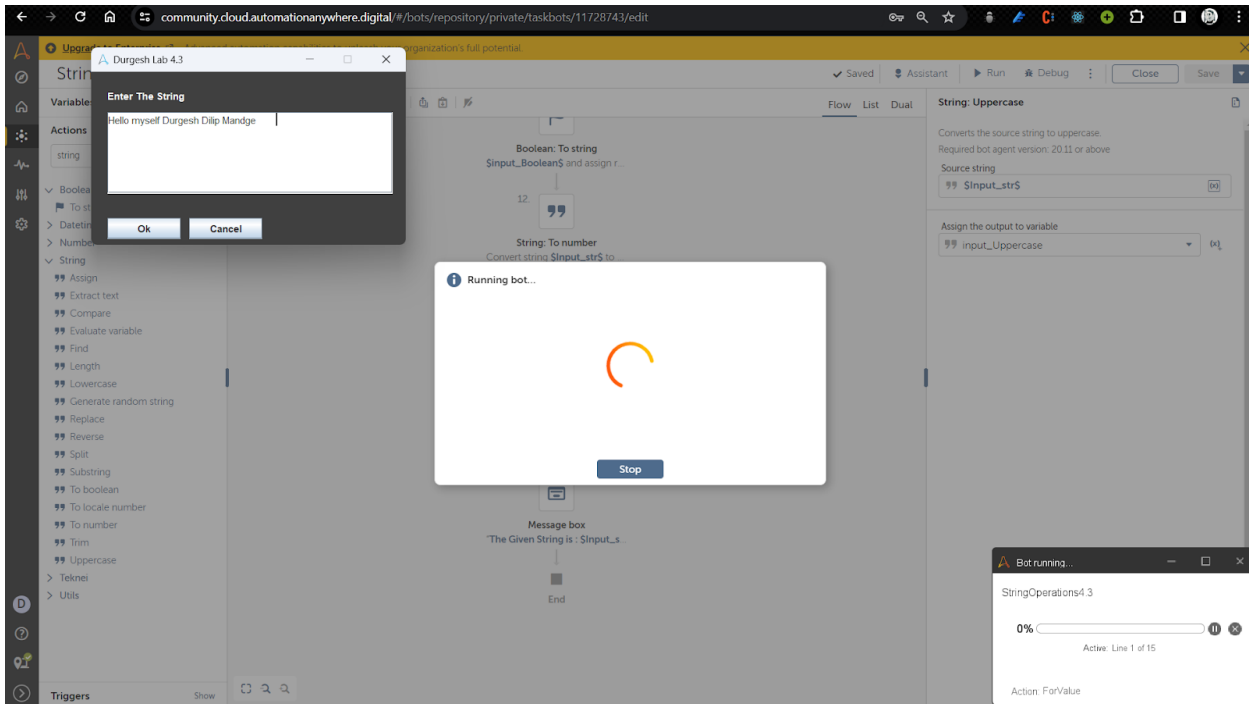 community.cloud.automationanywhere.digital/#/bots/repository/private/taskbots/11728743/edit
organization's full potential.
Durgesh Lab 4.3
Enter The String
Hello myself Durgesh Dilip Mandge
Ok
Cancel
Saved
Assistant
Run
Debug
Close
Save
Flow
List
Dual
Actions
string
String
Assign
Extract text
Compare
Evaluate variable
Find
Length
Lowercase
Generate random string
Replace
Reverse
Split
Substring
To boolean
To locale number
To number
Trim
Uppercase
Teknei
Utils
D
Triggers
Show
Boolean: To string
$input_Boolean$ and assign r...
12.
String: To number
Convert string $Input_str$ to
Running bot...
Stop
Message box
"The Given String is : $Input_s...
End
String: Uppercase
Converts the source string to uppercase.
Required bot agent version: 20.11 or above
Source string
$Input_str$
(x)
Assign the output to variable
input_Uppercase
(x)
Bot running...
StringOperations4.3
0%
Active: Line 1 of 15
Action: ForValue